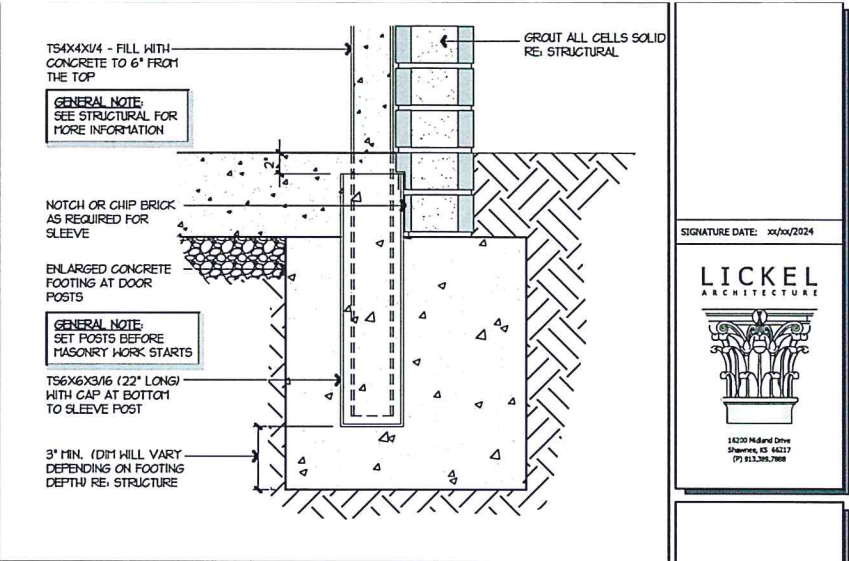 TS4X4X1/4 - FILL WITH
CONCRETE TO 6" FROM
THE TOP
GENERAL NOTE:
SEE STRUCTURAL FOR
MORE INFORMATION
2"
NOTCH OR CHIP BRICK
AS REQUIRED FOR
SLEEVE
ENLARGED CONCRETE
FOOTING AT DOOR
POSTS
GENERAL NOTE:
SET POSTS BEFORE
MASONRY WORK STARTS
TS6X6X3/16 (22" LONG)
WITH CAP AT BOTTOM
TO SLEEVE POST
3" MIN. (DIM WILL VARY
DEPENDING ON FOOTING
DEPTH) RE: STRUCTURE
GROUT ALL CELLS SOLID
RE: STRUCTURAL
SIGNATURE DATE: xx/xx/2024
LICKEL
ARCHITECTURE
16200 Midland Drive
Shawnee, KS 66217
(P) 913.389.7888